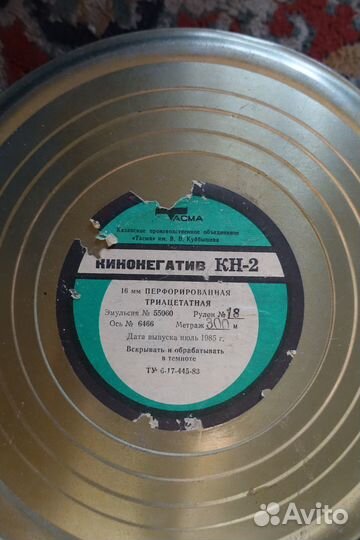 ТАСМА
Казанское производственное объединение
«Тасма» им. В. В. Куйбышева
КИНОНЕГАТИВ КН-2
16 мм ПЕРФОРИРОВАННАЯ
ТРИАЦЕТАТНАЯ
Эмульсия № 55060 Рулон № 18
Ось № 6466 Метраж 300 м
Дата выпуска июль 1985 г.
Вскрывать и обрабатывать
в темноте
ТУ 6-17-445-83
Avito